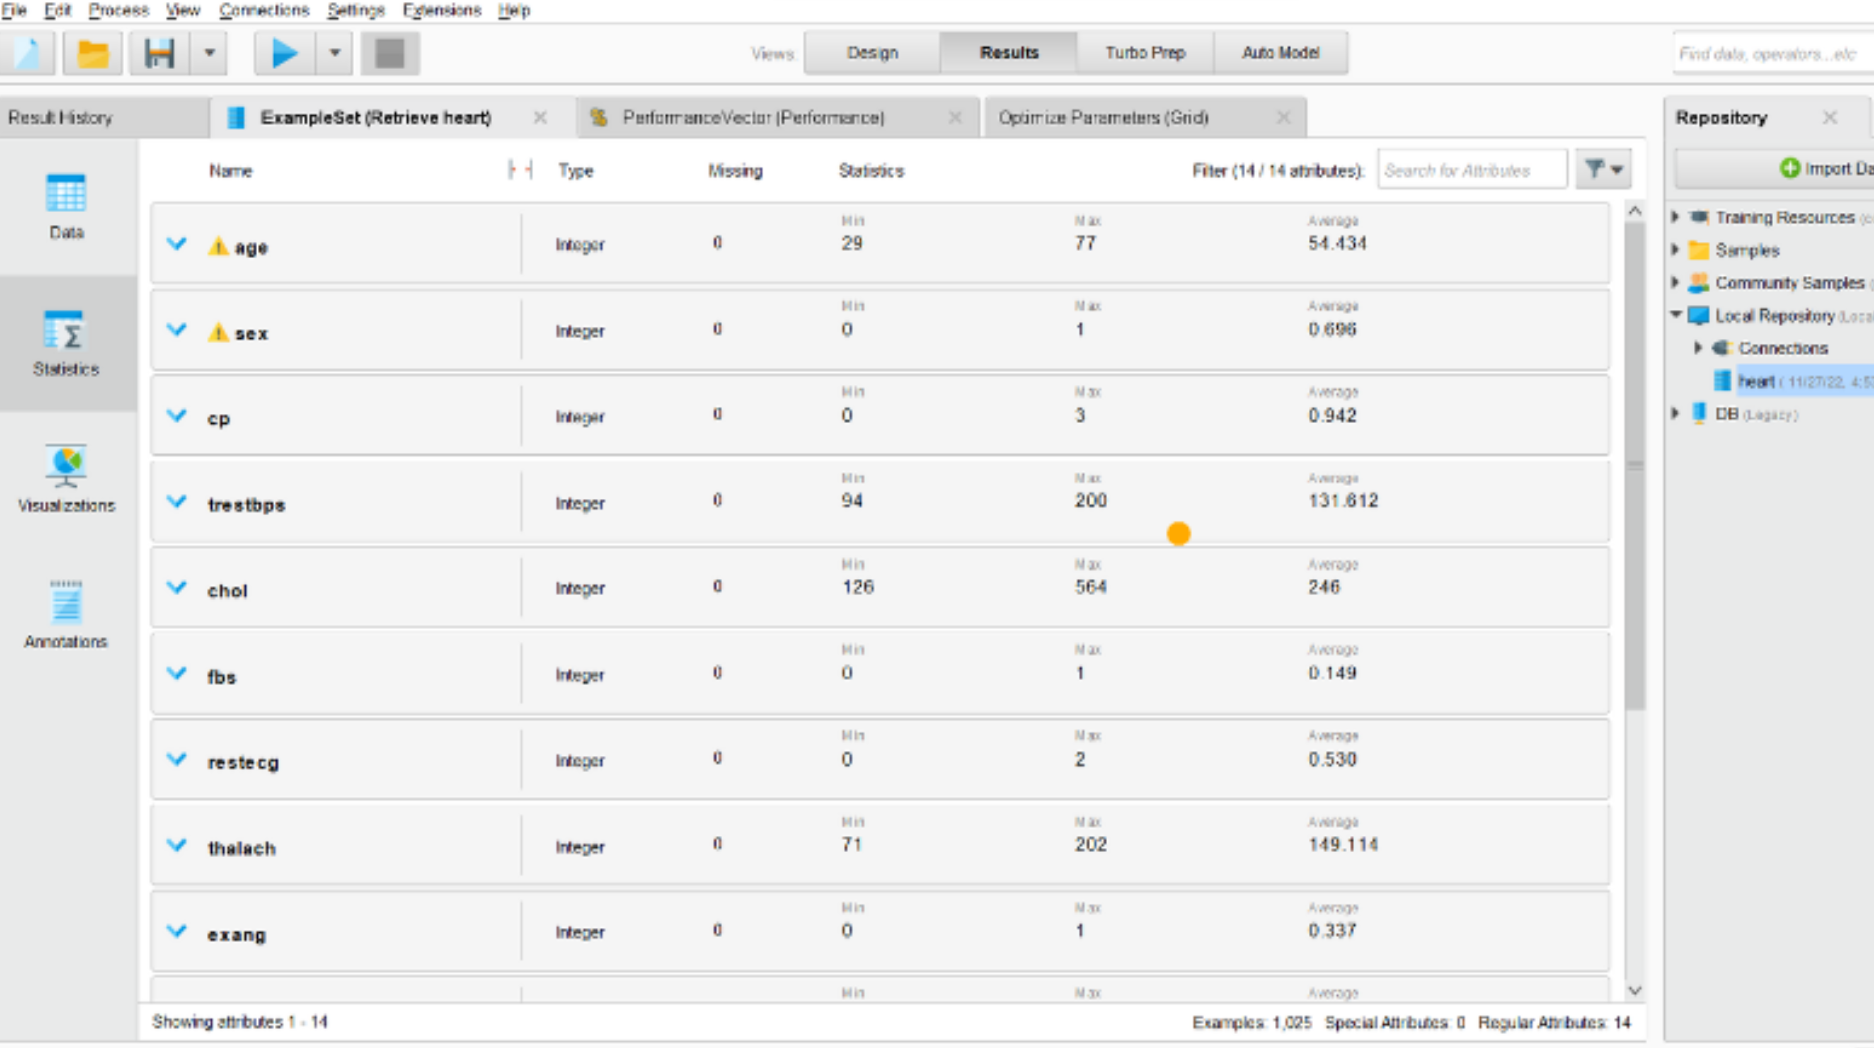 File Edit Process View Connections Settings Extensions Help
Views: Design Results Turbo Prep Auto Model Find data, operators...etc
Result History ExampleSet (Retrieve heart) PerformanceVector (Performance) Optimize Parameters (Grid) Repository
Name Type Missing Statistics Filter (14 / 14 attributes): Search for Attributes Import Da
Data
Statistics
Visualizations
Annotations
Min Max Average
age Integer 0 29 77 54.434
Min Max Average
sex Integer 0 0 1 0.696
Min Max Average
cp Integer 0 0 3 0.942
Min Max Average
trestbps Integer 0 94 200 131.612
Min Max Average
chol Integer 0 126 564 246
Min Max Average
fbs Integer 0 0 1 0.149
Min Max Average
restecg Integer 0 0 2 0.530
Min Max Average
thalach Integer 0 71 202 149.114
Min Max Average
exang Integer 0 0 1 0.337
Min Max Average
Showing attributes 1 - 14 Examples: 1,025 Special Attributes: 0 Regular Attributes: 14
Training Resources
Samples
Community Samples
Local Repository (Local
Connections
heart (11/27/22, 4:5
DB (Legacy)